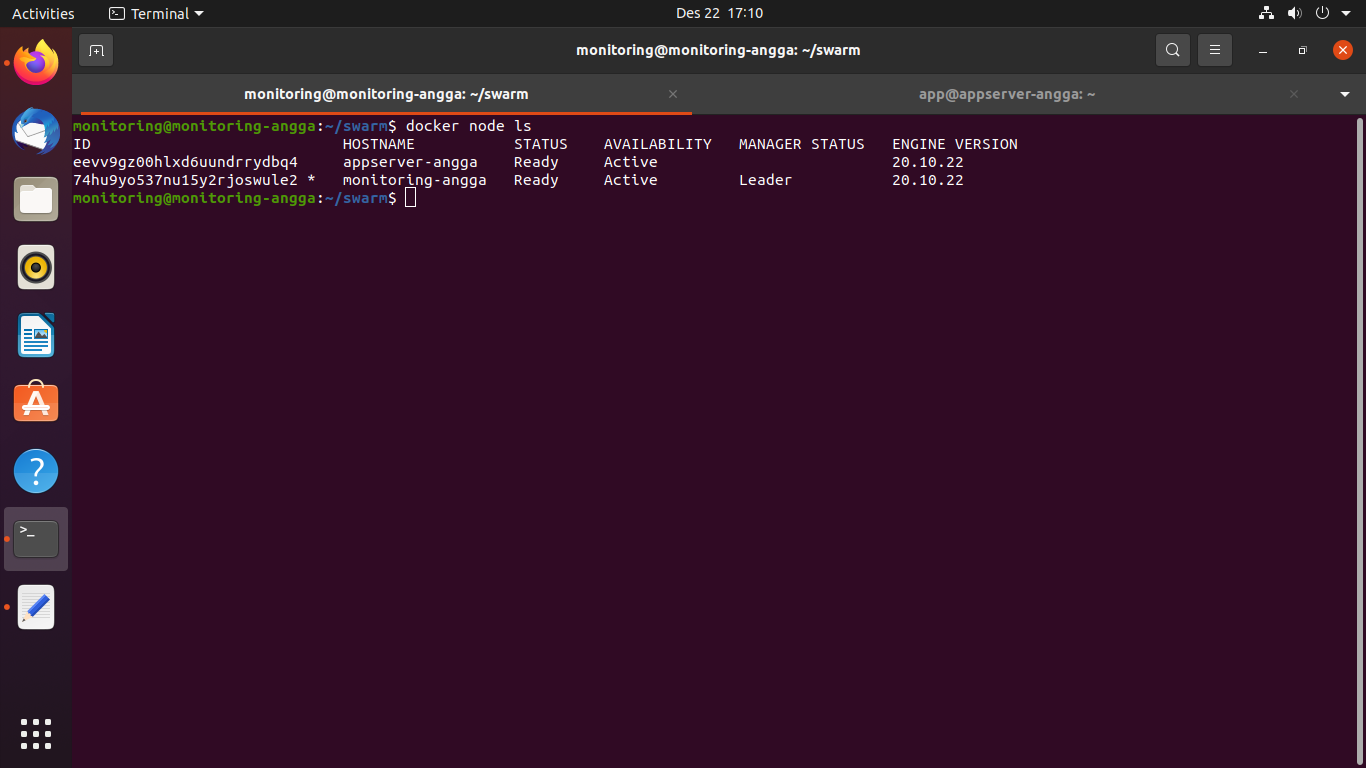 Activities Terminal Des 22 17:10
monitoring@monitoring-angga: ~/swarm
monitoring@monitoring-angga: ~/swarm app@appserver-angga: ~
monitoring@monitoring-angga:~/swarm$ docker node ls
ID HOSTNAME STATUS AVAILABILITY MANAGER STATUS ENGINE VERSION
eevv9gz00hlxd6uundrrydbq4 appserver-angga Ready Active 20.10.22
74hu9yo537nu15y2rjoswule2 * monitoring-angga Ready Active Leader 20.10.22
monitoring@monitoring-angga:~/swarm$